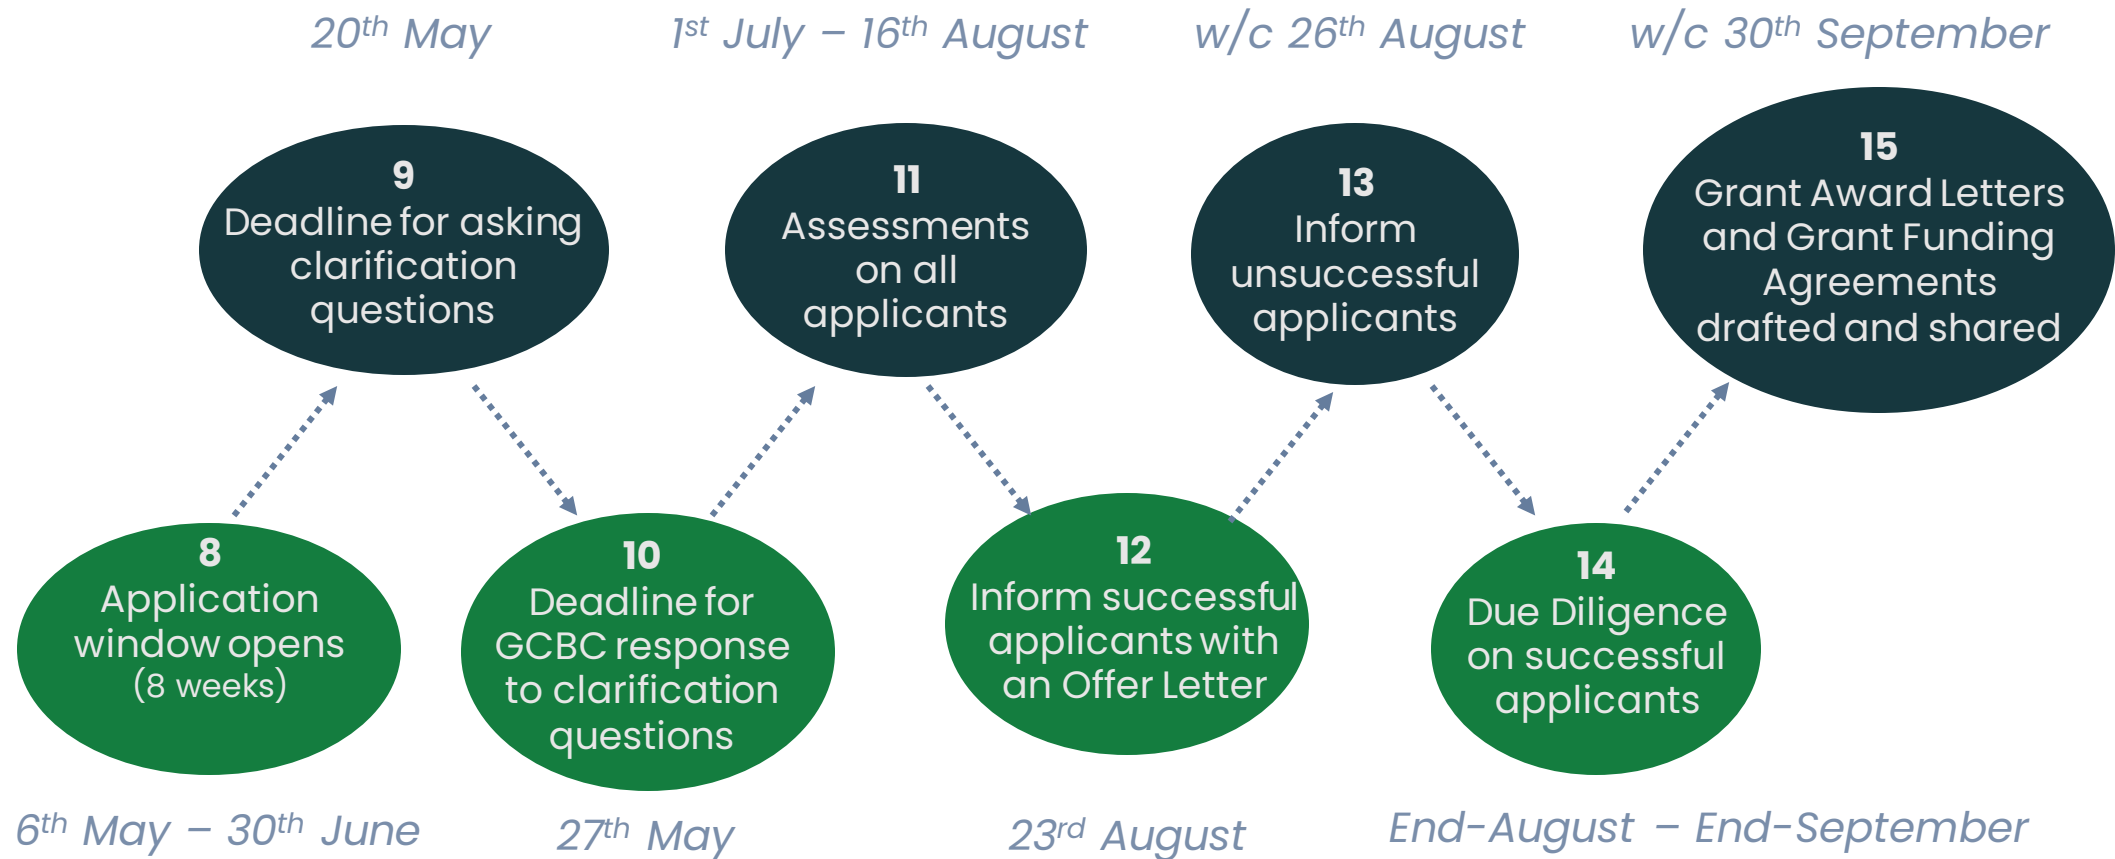 20th May
1st July – 16th August
w/c 26th August
w/c 30th September
9
Deadline for asking
clarification
questions
11
Assessments
on all
applicants
13
Inform
unsuccessful
applicants
15
Grant Award Letters
and Grant Funding
Agreements
drafted and shared
8
Application
window opens
(8 weeks)
10
Deadline for
GCBC response
to clarification
questions
12
Inform successful
applicants with
an Offer Letter
14
Due Diligence
on successful
applicants
6th May – 30th June
27th May
23rd August
End-August – End-September